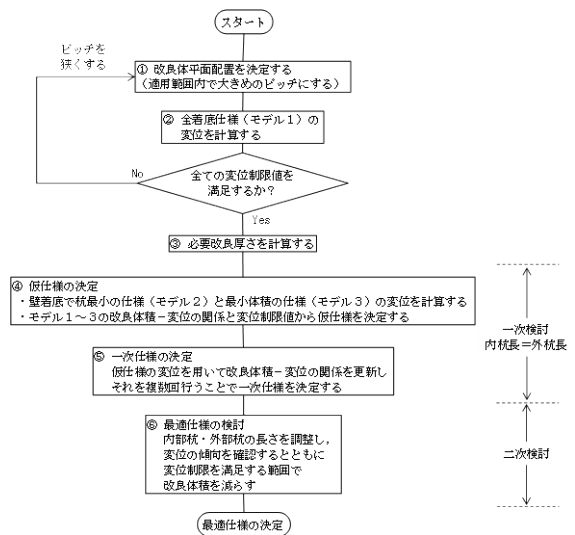 スタート
ピッチを
狭くする
① 改良体平面配置を決定する
（適用範囲内で大きめのピッチにする）
② 全着底仕様（モデル１）の
変位を計算する
No
全ての変位制限値を
満足するか？
Yes
③ 必要改良厚さを計算する
④ 仮仕様の決定
・壁着底で杭最小の仕様（モデル２）と最小体積の仕様（モデル３）の変位を計算する
・モデル１～３の改良体積－変位の関係と変位制限値から仮仕様を決定する
一次検討
内杭長＝外杭長
⑤ 一次仕様の決定
仮仕様の変位を用いて改良体積－変位の関係を更新し
それを複数回行うことで一次仕様を決定する
⑥ 最適仕様の検討
内部杭・外部杭の長さを調整し，
変位の傾向を確認するとともに
変位制限を満足する範囲で
改良体積を減らす
二次検討
最適仕様の決定